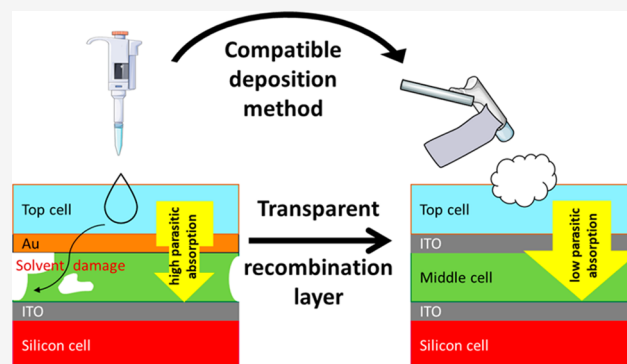 Compatible
deposition
method
Top cell
Au
Solvent damage
ITO
Silicon cell
high parasitic
absorption
Transparent
recombination
layer
Top cell
ITO
Middle cell
ITO
Silicon cell
low parasitic
absorption